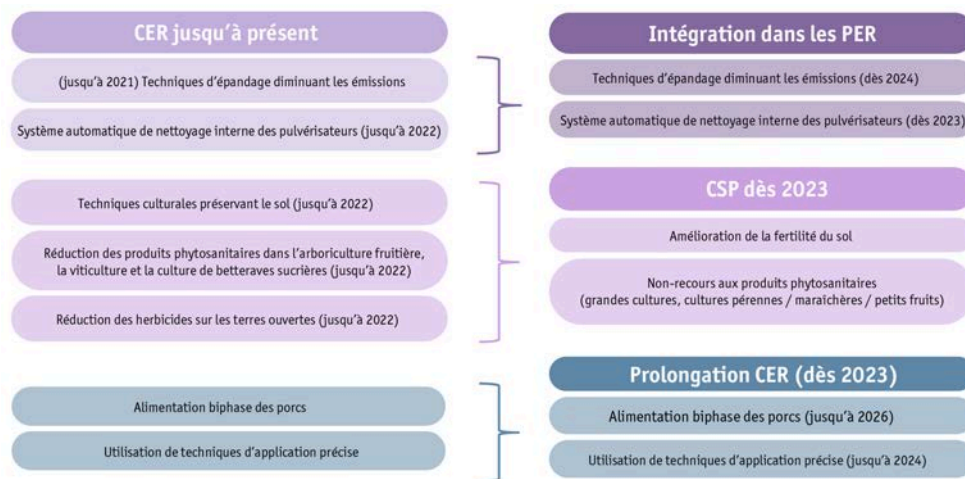 CER jusqu'à présent
(jusqu'à 2021) Techniques d'épandage diminuant les émissions
Système automatique de nettoyage interne des pulvérisateurs (jusqu'à 2022)
Techniques culturales préservant le sol (jusqu'à 2022)
Réduction des produits phytosanitaires dans l'arboriculture fruitière,
la viticulture et la culture de betteraves sucrières (jusqu'à 2022)
Réduction des herbicides sur les terres ouvertes (jusqu'à 2022)
Alimentation biphase des porcs
Utilisation de techniques d'application précise
Intégration dans les PER
Techniques d'épandage diminuant les émissions (dès 2024)
Système automatique de nettoyage interne des pulvérisateurs (dès 2023)
CSP dès 2023
Amélioration de la fertilité du sol
Non-recours aux produits phytosanitaires
(grandes cultures, cultures pérennes / maraîchères / petits fruits)
Prolongation CER (dès 2023)
Alimentation biphase des porcs (jusqu'à 2026)
Utilisation de techniques d'application précise (jusqu'à 2024)